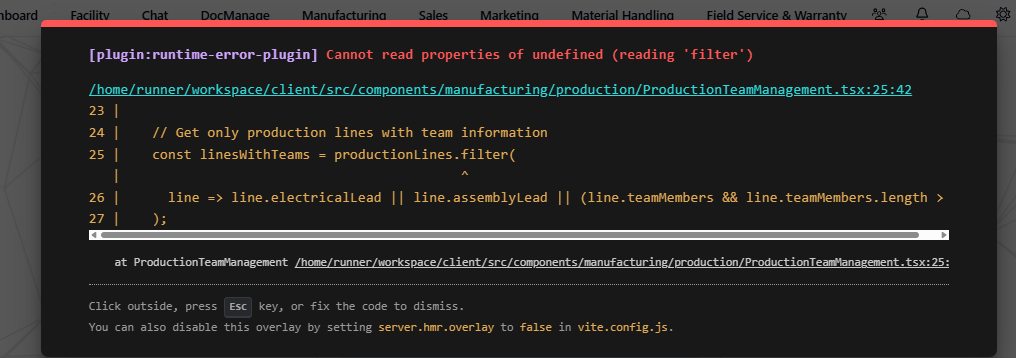 nboard Facility Chat DocManage Manufacturing Sales Marketing Material Handling Field Service & Warranty
[plugin:runtime-error-plugin] Cannot read properties of undefined (reading 'filter')
/home/runner/workspace/client/src/components/manufacturing/production/ProductionTeamManagement.tsx:25:42
23 |
24 |    // Get only production lines with team information
25 |    const linesWithTeams = productionLines.filter(
|                                          ^
26 |      line => line.electricalLead || line.assemblyLead || (line.teamMembers && line.teamMembers.length >
27 |    );
at ProductionTeamManagement /home/runner/workspace/client/src/components/manufacturing/production/ProductionTeamManagement.tsx:25:
Click outside, press Esc key, or fix the code to dismiss.
You can also disable this overlay by setting server.hmr.overlay to false in vite.config.js.